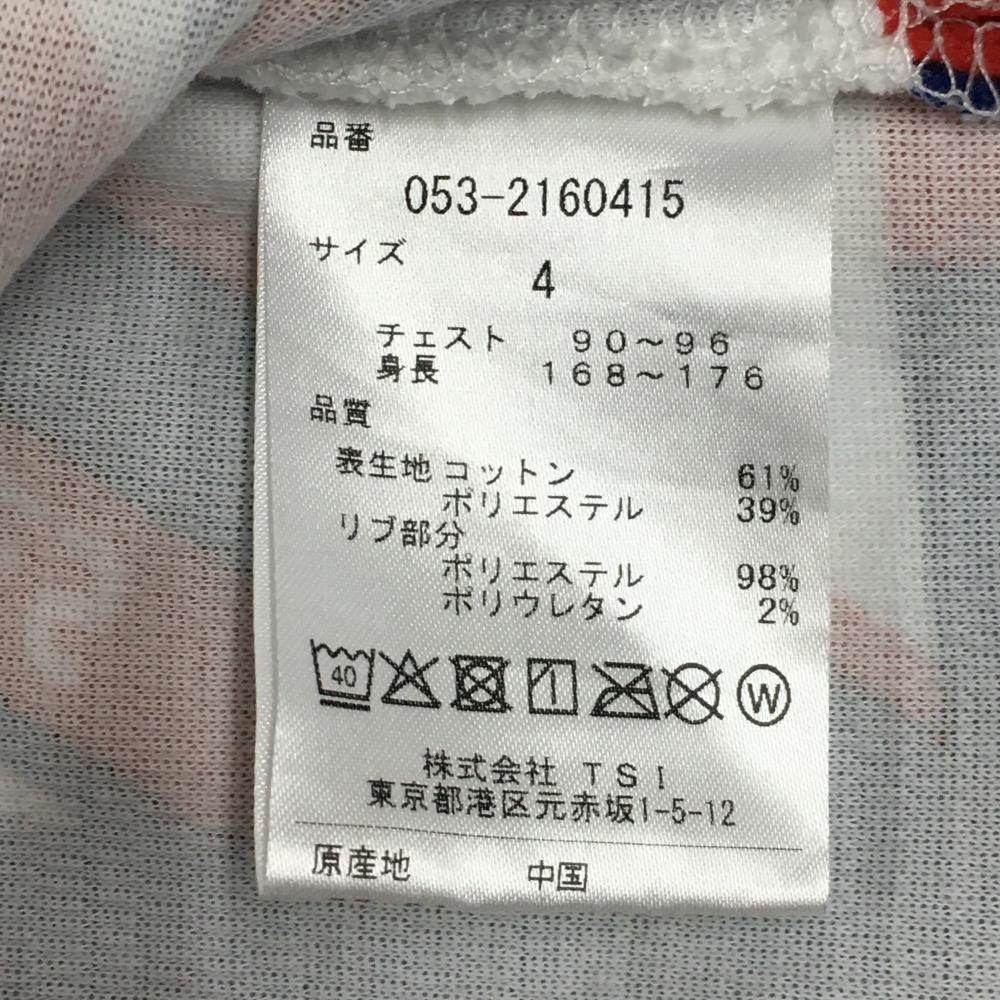 品番
053-2160415
サイズ
4
チェスト 90~96
身長 168~176
品質
表生地 コットン 61%
ポリエステル 39%
リブ部分
ポリエステル 98%
ポリウレタン 2%
40 W
株式会社 TSI
東京都港区元赤坂1-5-12
原産地 中国